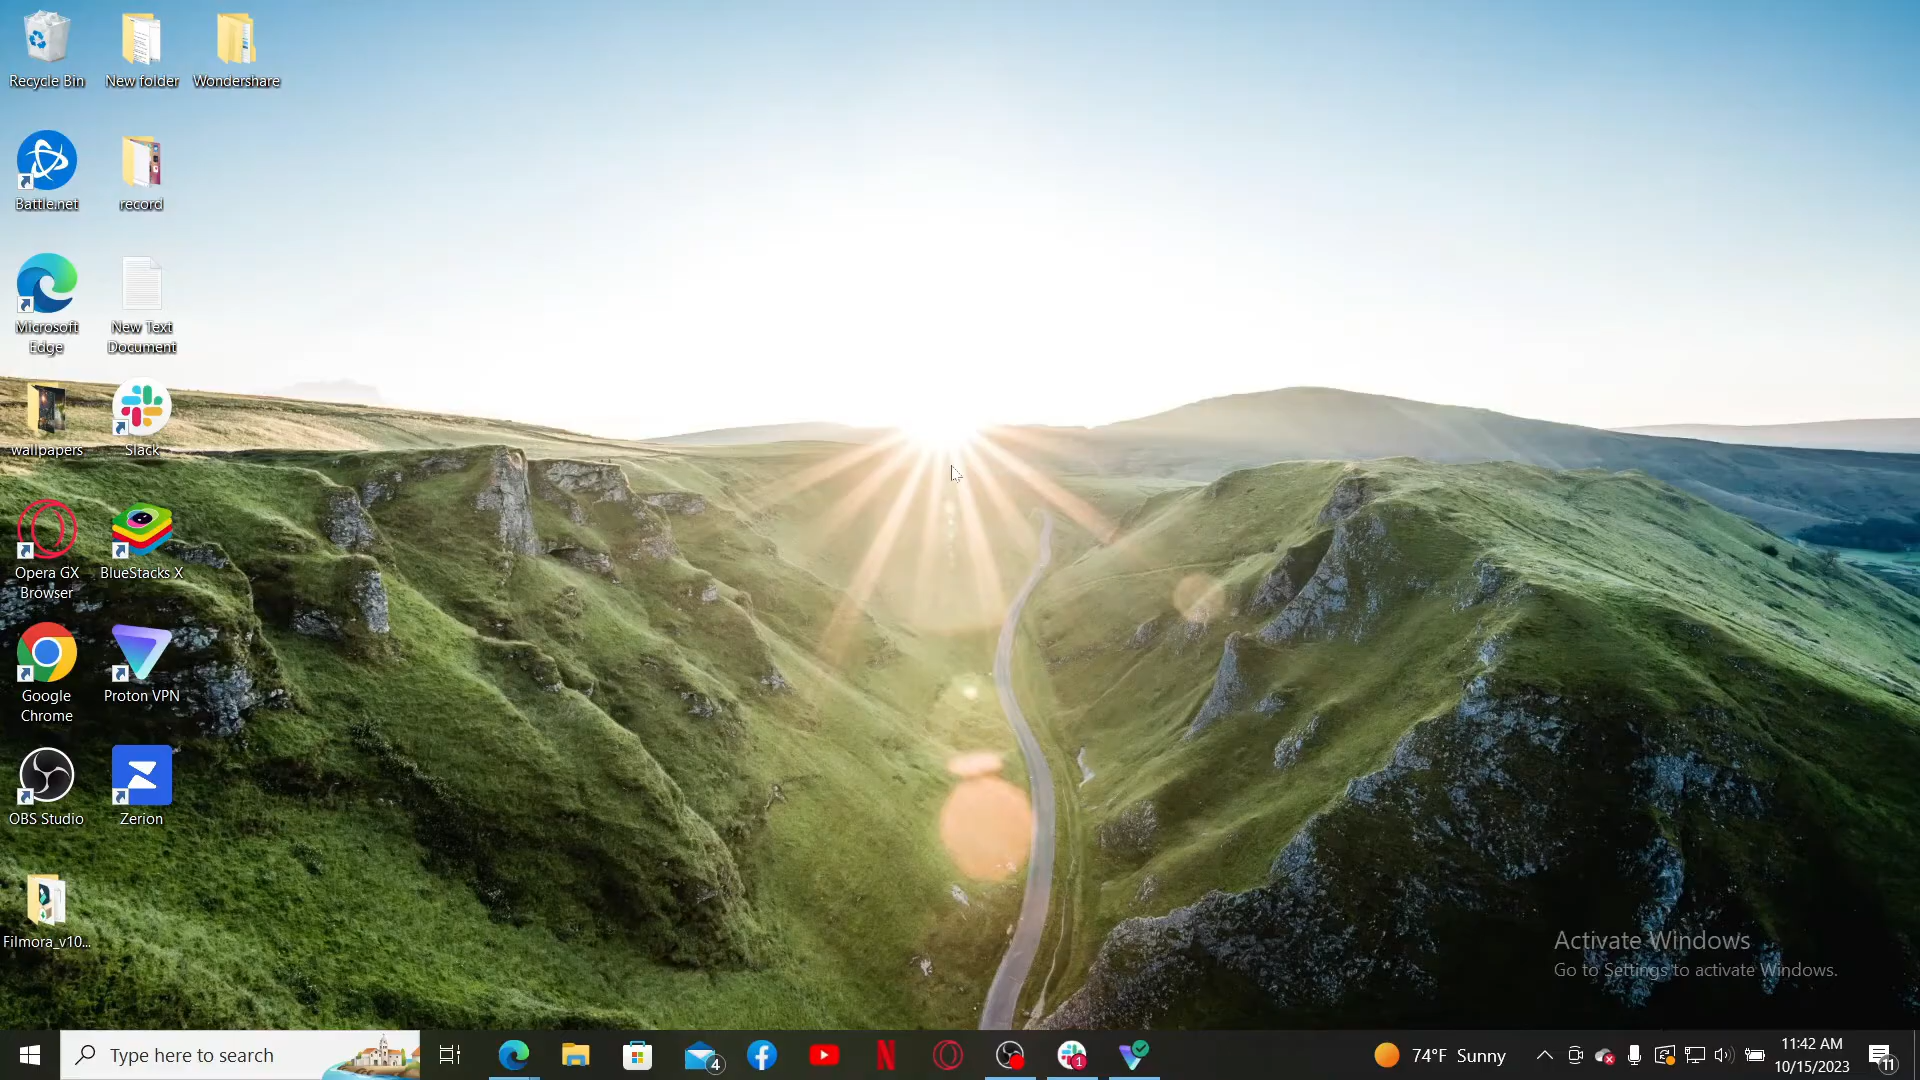 Recycle Bin
New folder
Wondershare
Battle.net
record
Microsoft
Edge
New Text
Document
wallpapers
Slack
Opera GX
Browser
BlueStacks X
Google
Chrome
Proton VPN
OBS Studio
Zerion
Filmora_v10...
Activate Windows
Go to Settings to activate Windows.
Type here to search
4
1
74°F Sunny
11:42 AM
10/15/2023
11